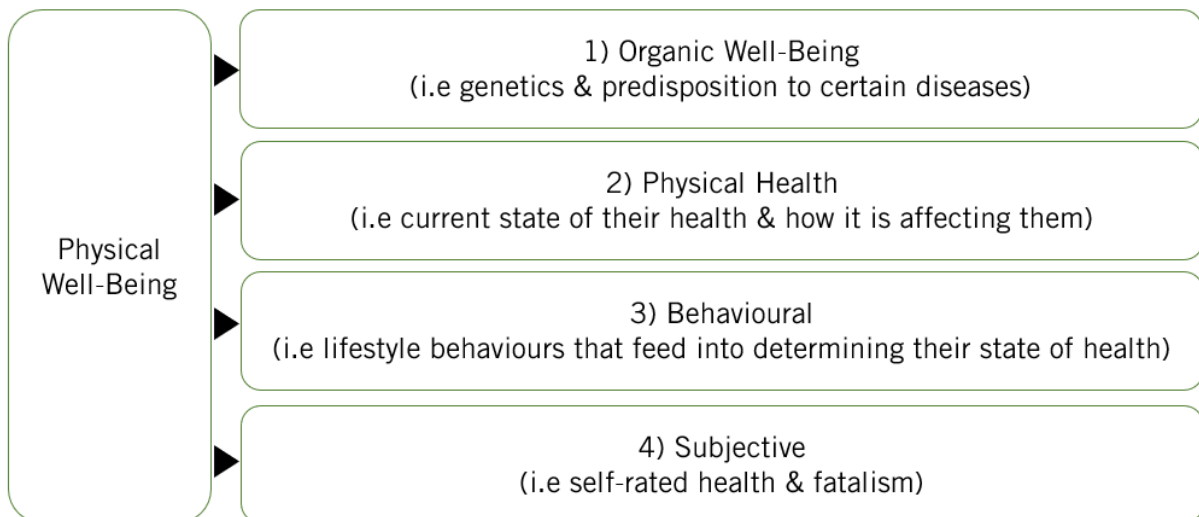 Physical
Well-Being
1) Organic Well-Being
(i.e genetics & predisposition to certain diseases)
2) Physical Health
(i.e current state of their health & how it is affecting them)
3) Behavioural
(i.e lifestyle behaviours that feed into determining their state of health)
4) Subjective
(i.e self-rated health & fatalism)